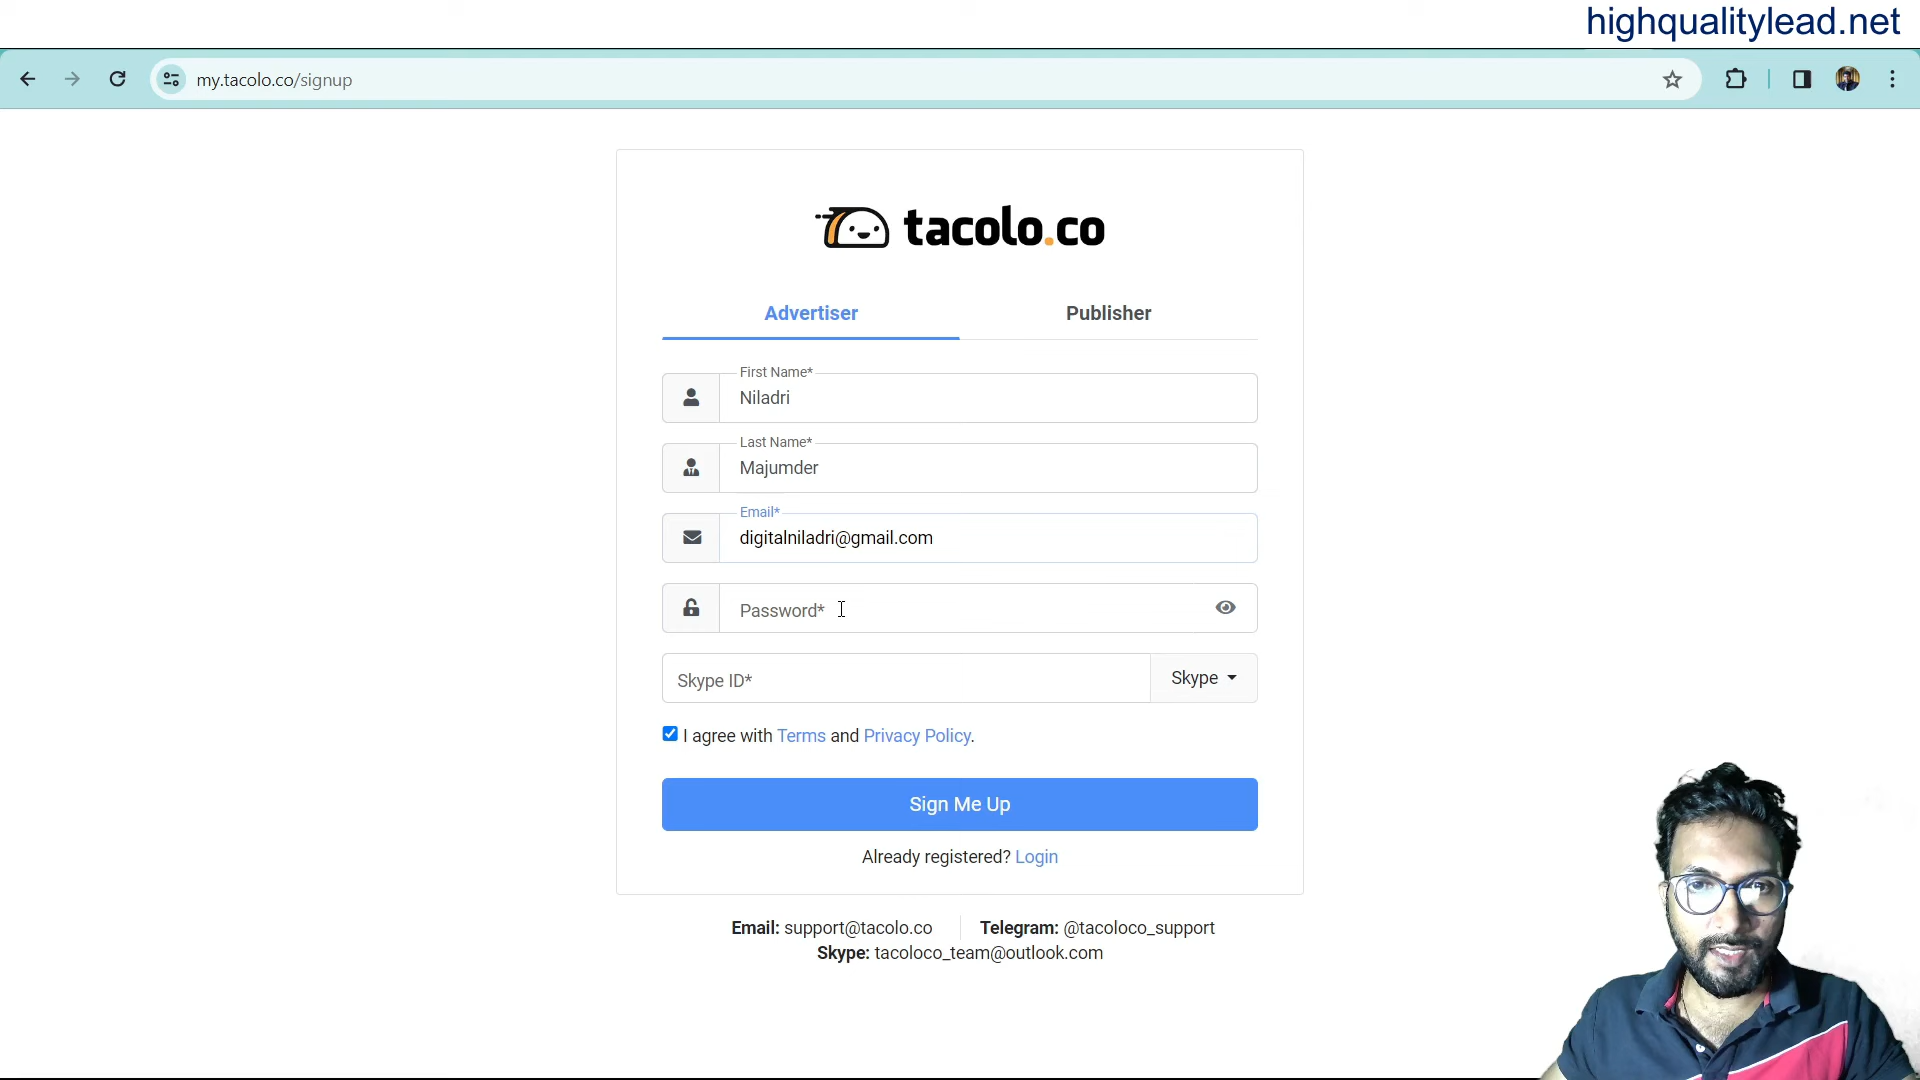 highqualitylead.net
my.tacolo.co/signup
tacolo.co
Advertiser
Publisher
First Name*
Niladri
Last Name*
Majumder
Email*
digitalniladri@gmail.com
Password*
Skype ID*
Skype
I agree with Terms and Privacy Policy.
Sign Me Up
Already registered? Login
Email: support@tacolo.co
Telegram: @tacoloco_support
Skype: tacoloco_team@outlook.com